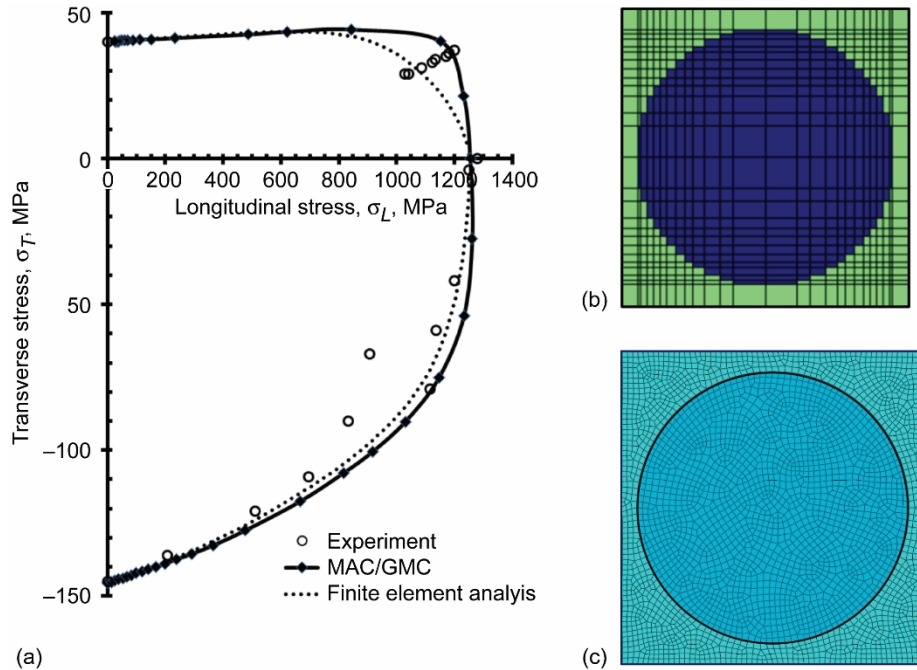 50
0
–50
–100
–150
0
200
400
600
800
1000
1200
1400
Longitudinal stress, σL, MPa
Transverse stress, σT, MPa
Experiment
MAC/GMC
Finite element analyis
(a)
(b)
(c)